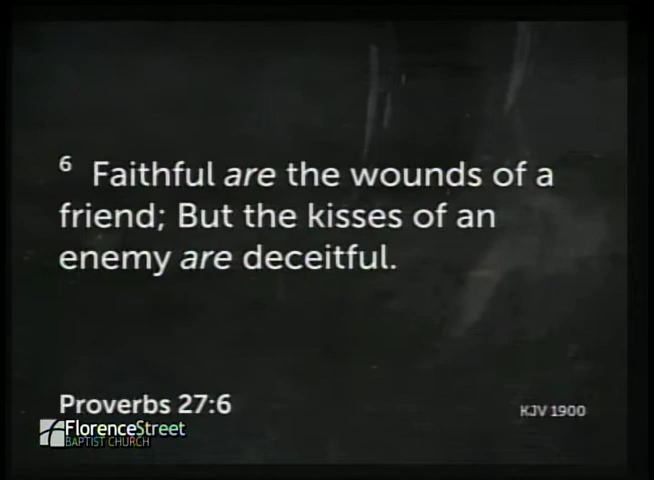 6 Faithful are the wounds of a
friend; But the kisses of an
enemy are deceitful.
Proverbs 27:6
KJV 1900
FlorenceStreet
BAPTIST CHURCH